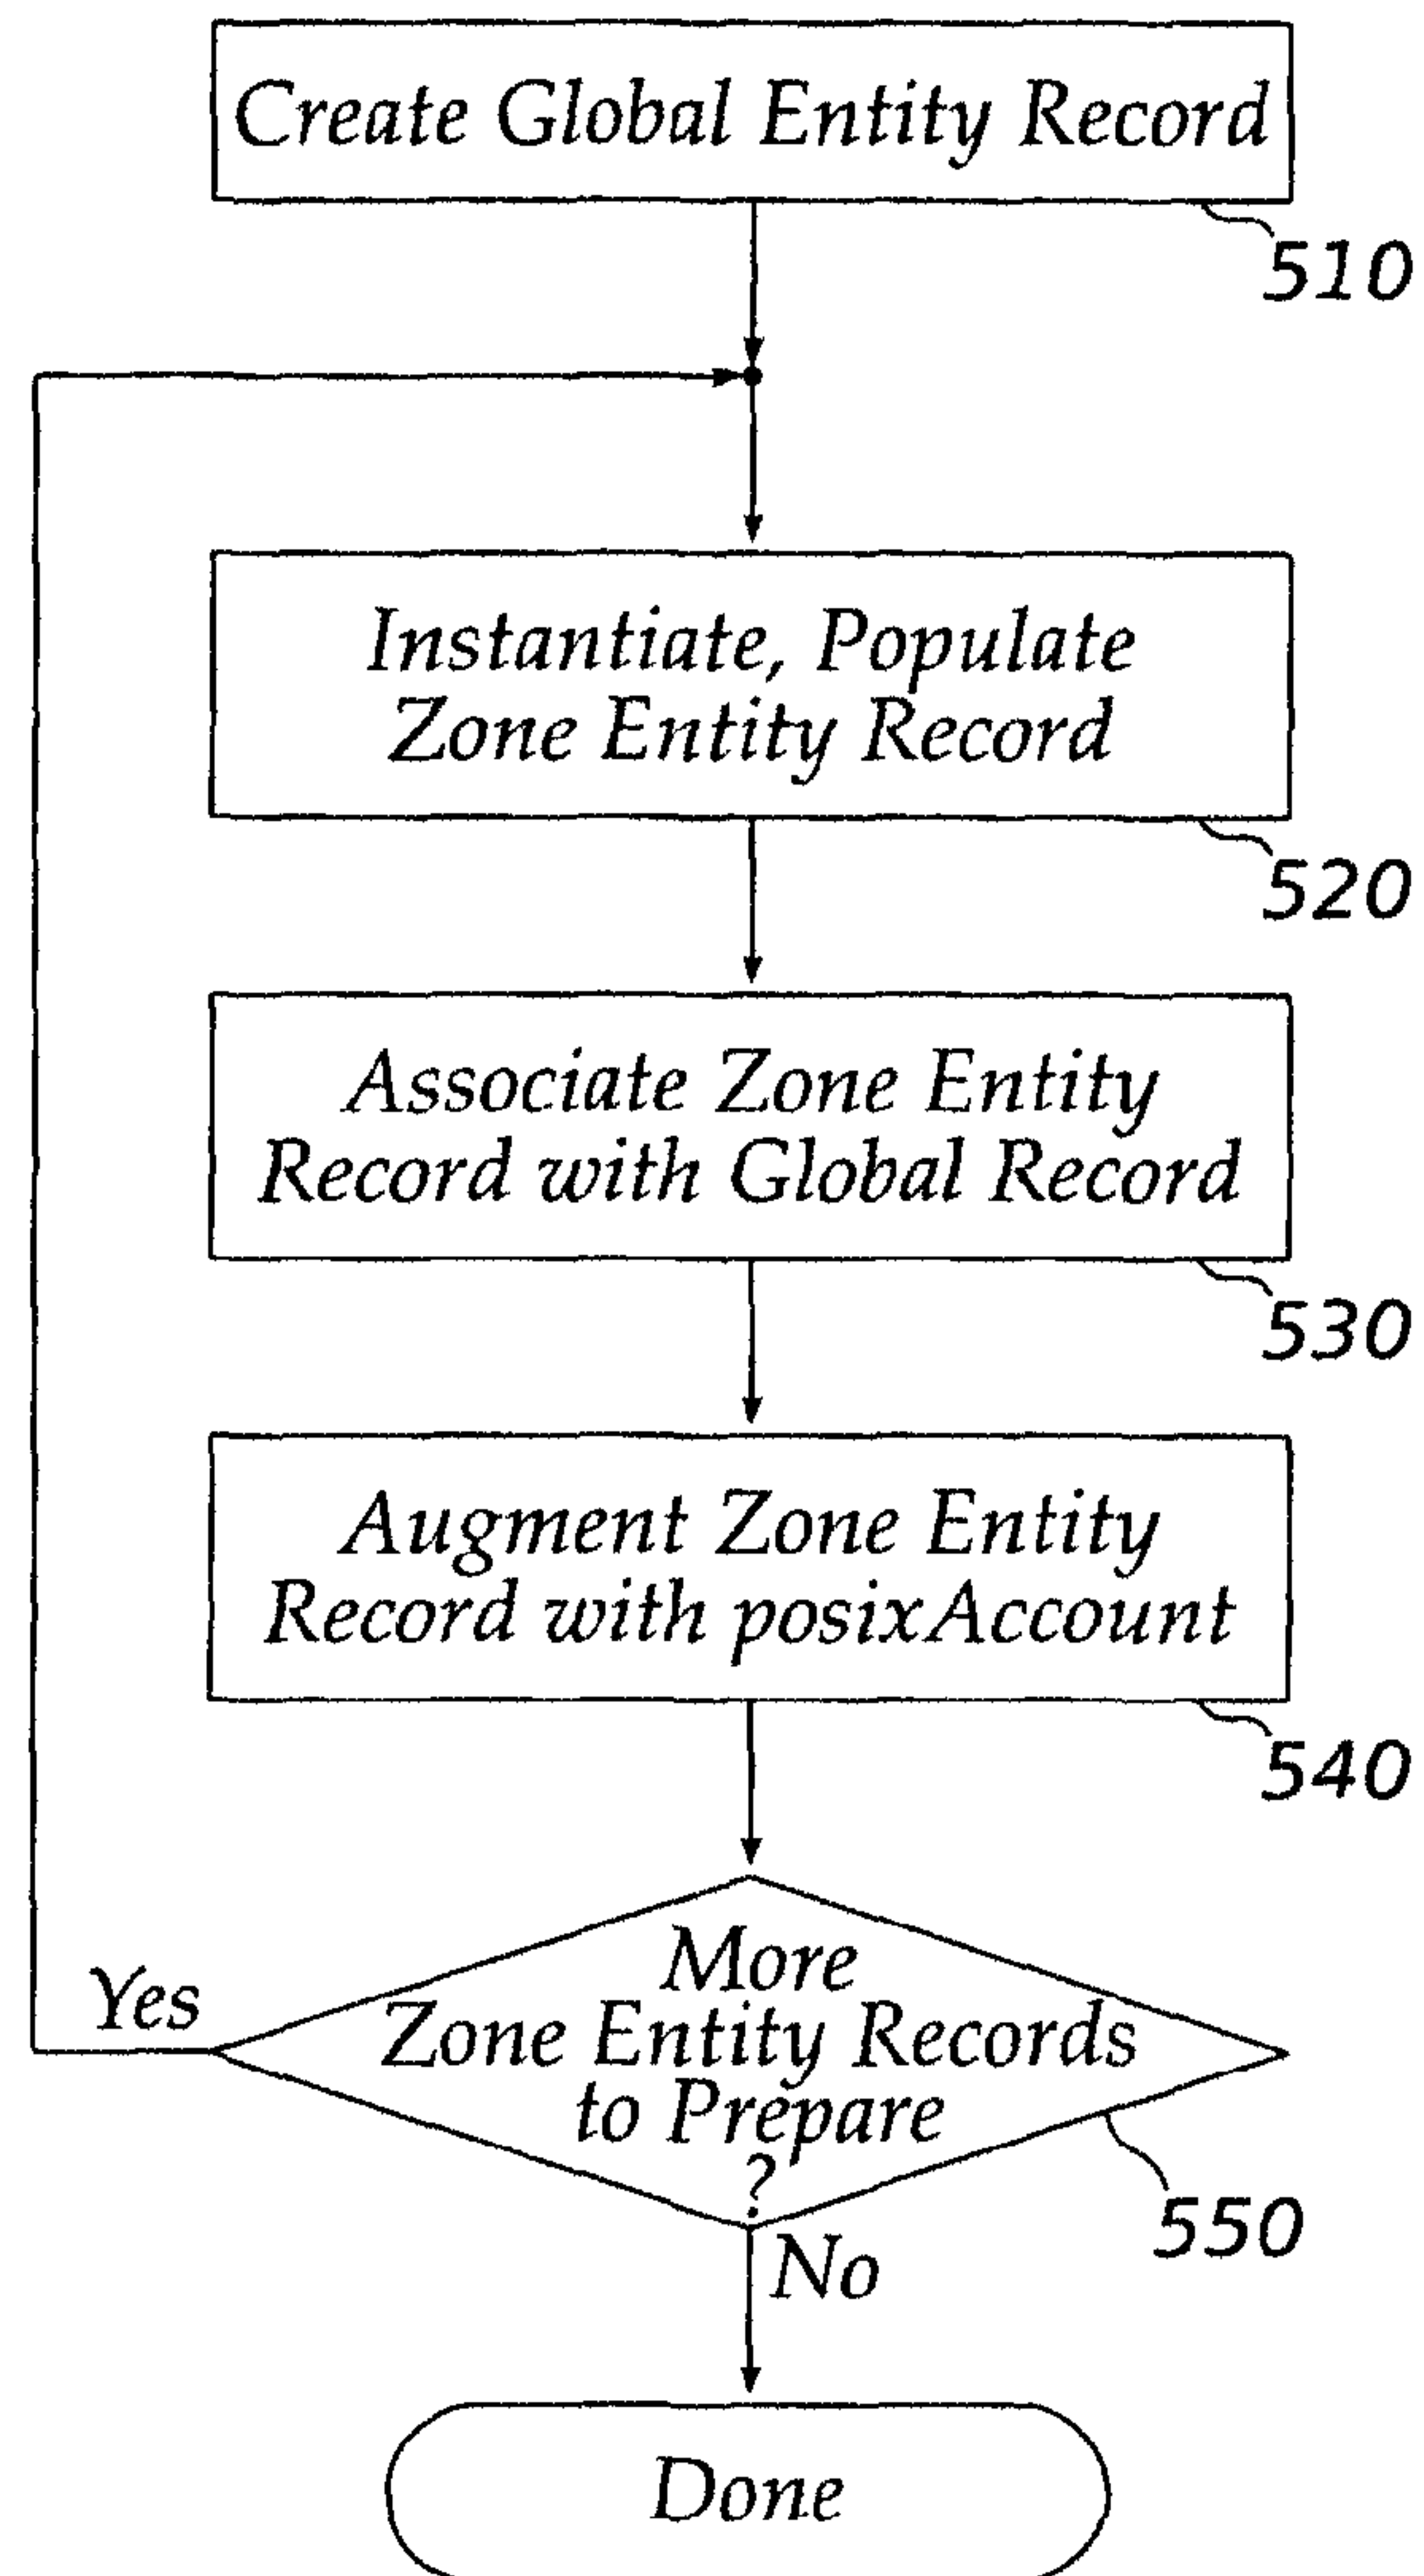 Create Global Entity Record
510
Instantiate, Populate
Zone Entity Record
520
Associate Zone Entity
Record with Global Record
530
Augment Zone Entity
Record with posixAccount
540
More
Zone Entity Records
to Prepare
?
Yes
550
No
Done